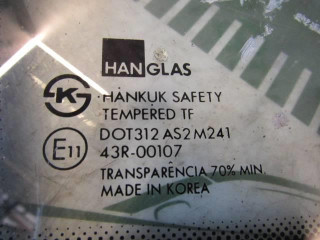 HANGLAS
HANKUK SAFETY
TEMPERED TF
DOT312 AS2 M241
E11 43R-00107
TRANSPARÊNCIA 70% MIN.
MADE IN KOREA